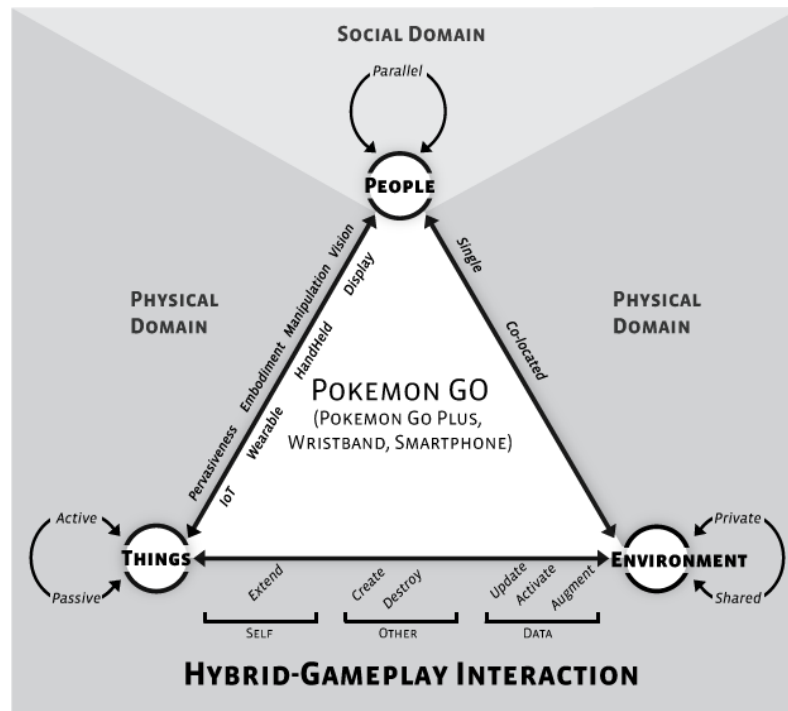 SOCIAL DOMAIN
Parallel
PEOPLE
Vision
Manipulation
Embodiment
Pervasiveness
Display
HandHeld
Wearable
IoT
Single
Co-located
PHYSICAL
DOMAIN
PHYSICAL
DOMAIN
POKEMON GO
(POKEMON GO PLUS,
WRISTBAND, SMARTPHONE)
Active
THINGS
Passive
Private
ENVIRONMENT
Shared
Extend
Create
Destroy
Update
Activate
Augment
SELF
OTHER
DATA
HYBRID-GAMEPLAY INTERACTION